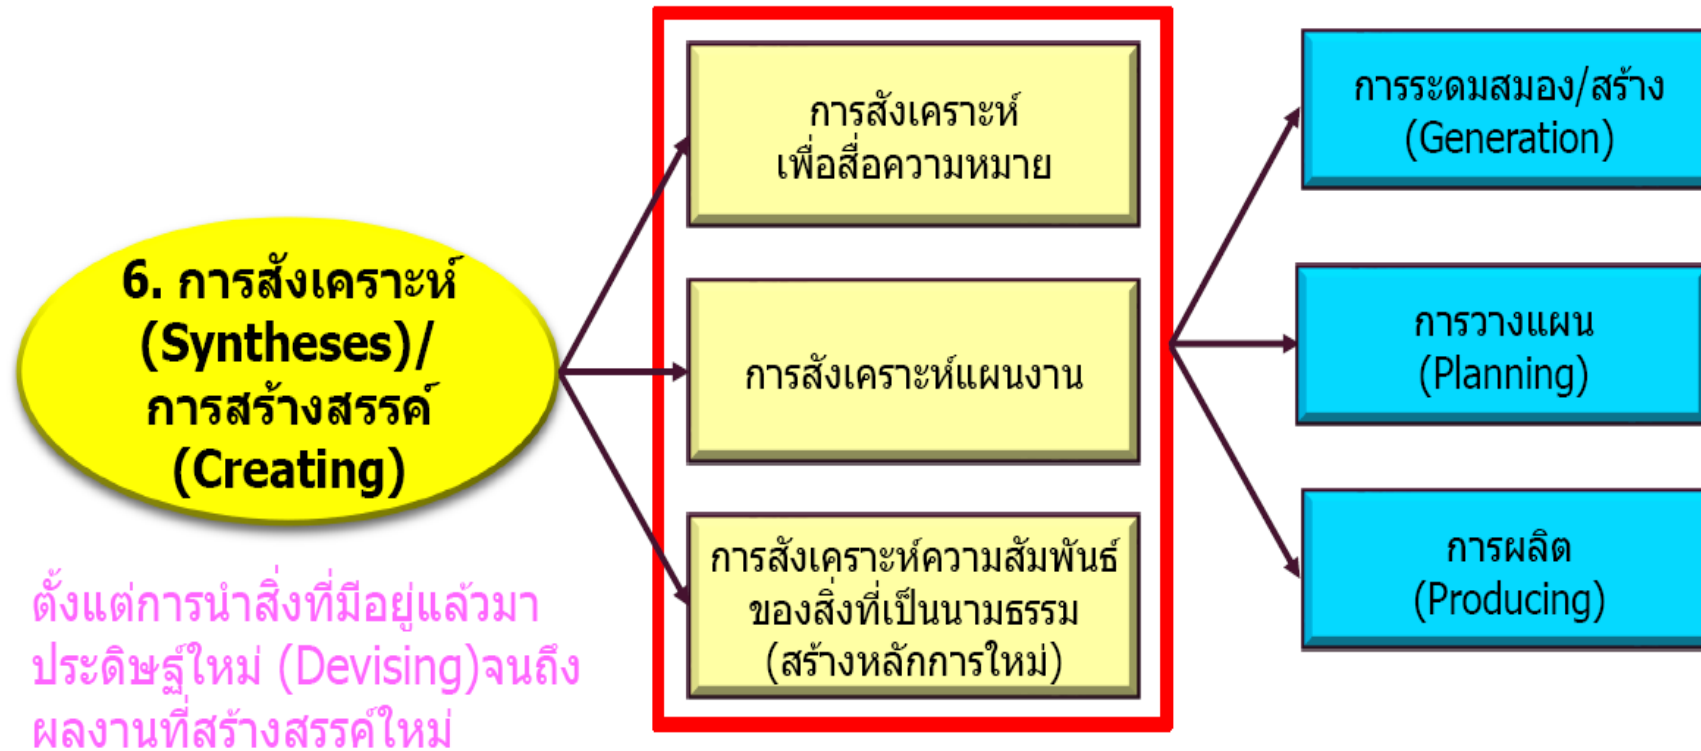 6. การสังเคราะห์
(Syntheses)/
การสร้างสรรค์
(Creating)
ตั้งแต่การนำสิ่งที่มีอยู่แล้วมา
ประดิษฐ์ใหม่ (Devising)จนถึง
ผลงานที่สร้างสรรค์ใหม่
การสังเคราะห์
เพื่อสื่อความหมาย
การสังเคราะห์แผนงาน
การสังเคราะห์ความสัมพันธ์
ของสิ่งที่เป็นนามธรรม
(สร้างหลักการใหม่)
การระดมสมอง/สร้าง
(Generation)
การวางแผน
(Planning)
การผลิต
(Producing)